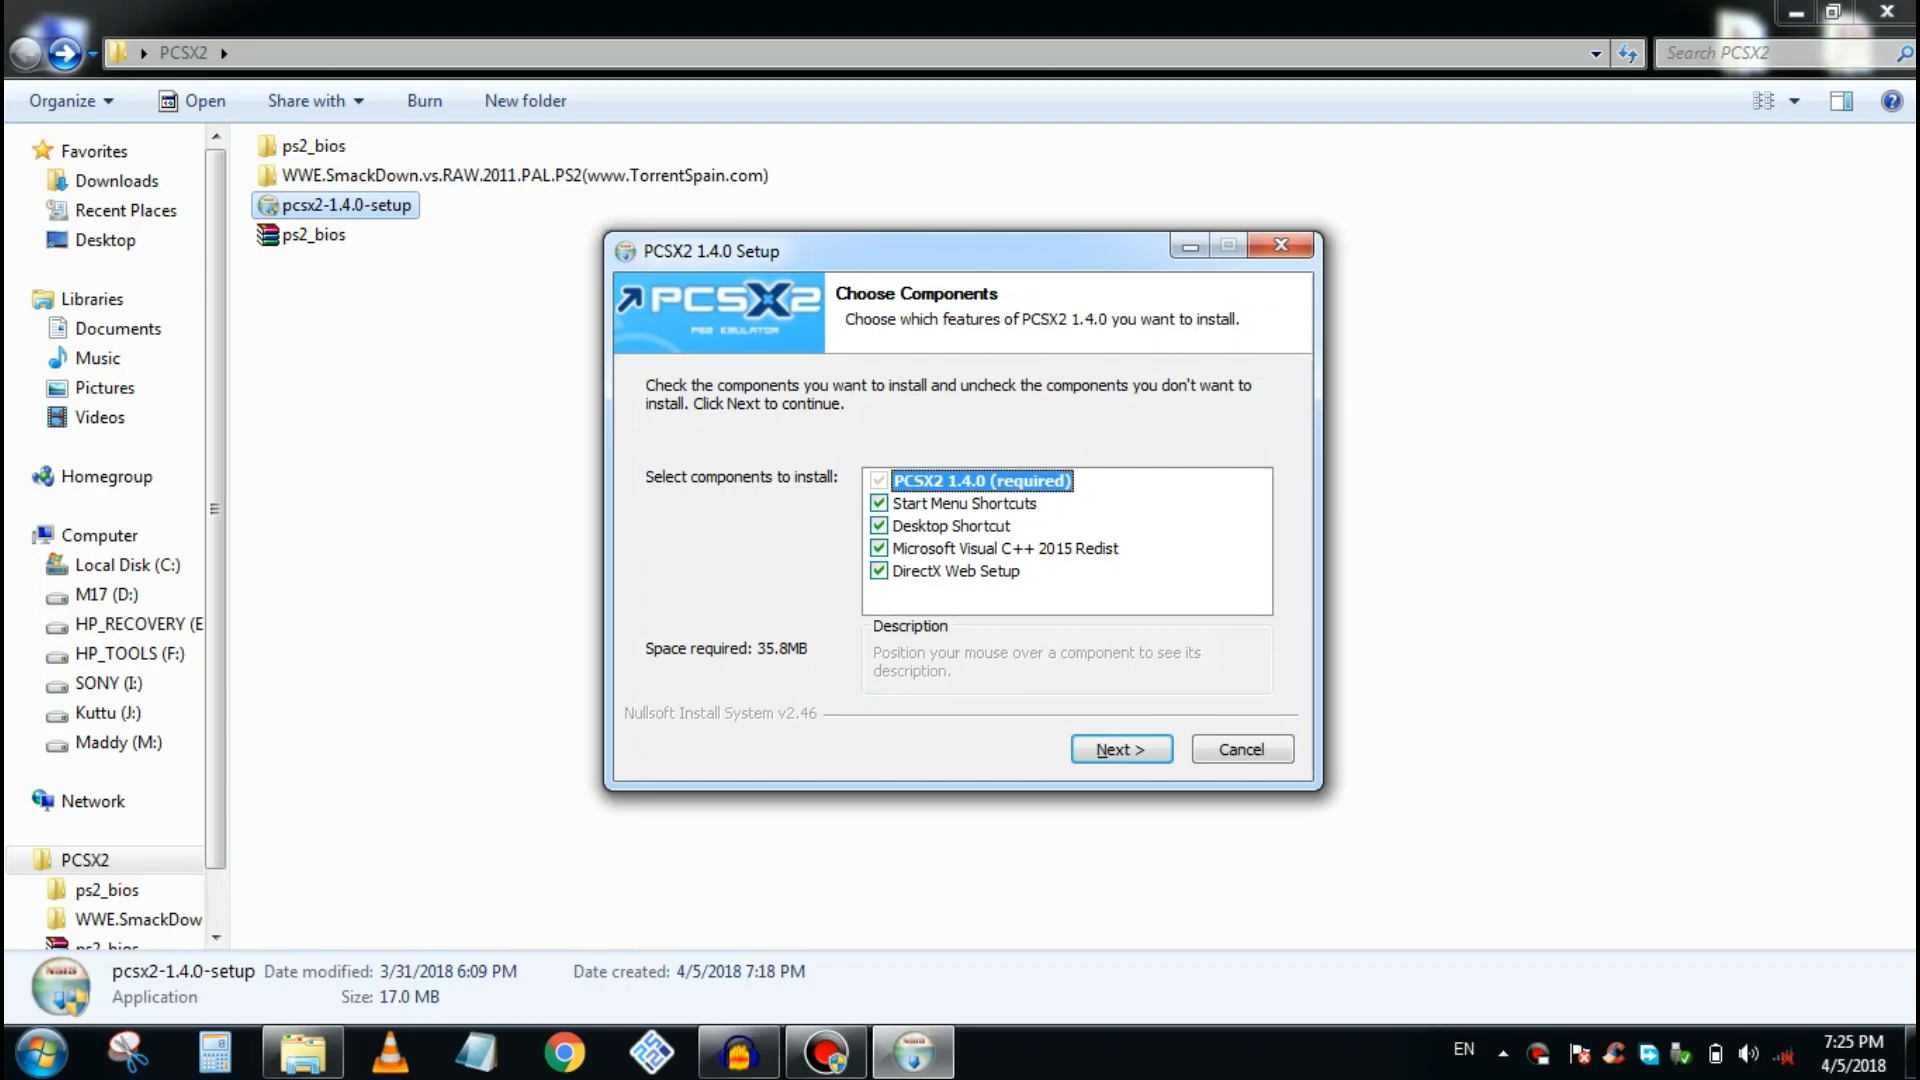 PCSX2
Search PCSX2
Organize
Open
Share with
Burn
New folder
Favorites
Downloads
Recent Places
Desktop
Libraries
Documents
Music
Pictures
Videos
Homegroup
Computer
Local Disk (C:)
M17 (D:)
HP_RECOVERY (E
HP_TOOLS (F:)
SONY (I:)
Kuttu (J:)
Maddy (M:)
Network
PCSX2
ps2_bios
WWE.SmackDow
ps2_bios
ps2_bios
WWE.SmackDown.vs.RAW.2011.PAL.PS2(www.TorrentSpain.com)
pcsx2-1.4.0-setup
ps2_bios
PCSX2 1.4.0 Setup
PCSX2
PS2 EMULATOR
Choose Components
Choose which features of PCSX2 1.4.0 you want to install.
Check the components you want to install and uncheck the components you don't want to
install. Click Next to continue.
Select components to install:
PCSX2 1.4.0 (required)
Start Menu Shortcuts
Desktop Shortcut
Microsoft Visual C++ 2015 Redist
DirectX Web Setup
Space required: 35.8MB
Description
Position your mouse over a component to see its
description.
Nullsoft Install System v2.46
Next >
Cancel
pcsx2-1.4.0-setup Date modified: 3/31/2018 6:09 PM Date created: 4/5/2018 7:18 PM
Application Size: 17.0 MB
EN
7:25 PM
4/5/2018